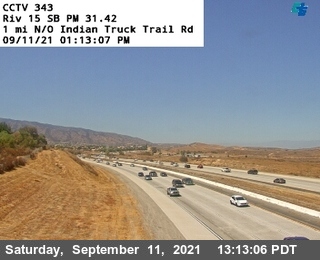 CCTV 343
Riv 15 SB PM 31.42
1 mi N/O Indian Truck Trail Rd
09/11/21 01:13:07 PM
Saturday, September 11, 2021 13:13:06 PDT